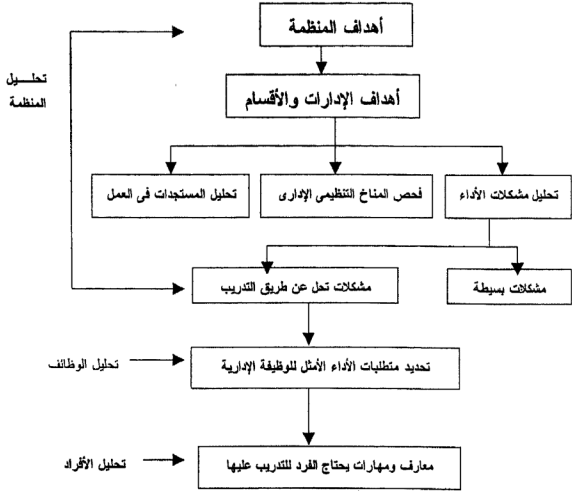 أهداف المنظمة
تحلـــــيل
المنظمة
أهداف الإدارات والأقسام
تحليل مشكلات الأداء
فحص المناخ التنظيمى الإدارى
تحليل المستجدات فى العمل
مشكلات بسيطة
مشكلات تحل عن طريق التدريب
تحديد متطلبات الأداء الأمثل للوظيفة الإدارية
تحليل الوظائف
معارف ومهارات يحتاج الفرد للتدريب عليها
تحليل الأفراد